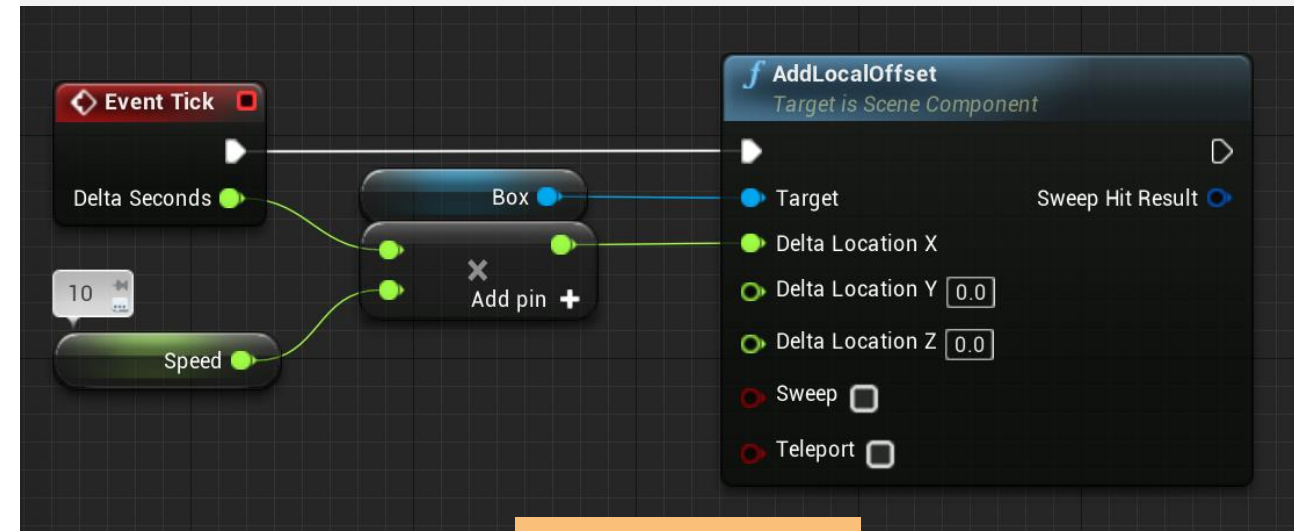 Event Tick
Delta Seconds
10
Speed
Box
×
Add pin +
f AddLocalOffset
Target is Scene Component
Target
Sweep Hit Result
Delta Location X
Delta Location Y 0.0
Delta Location Z 0.0
Sweep
Teleport